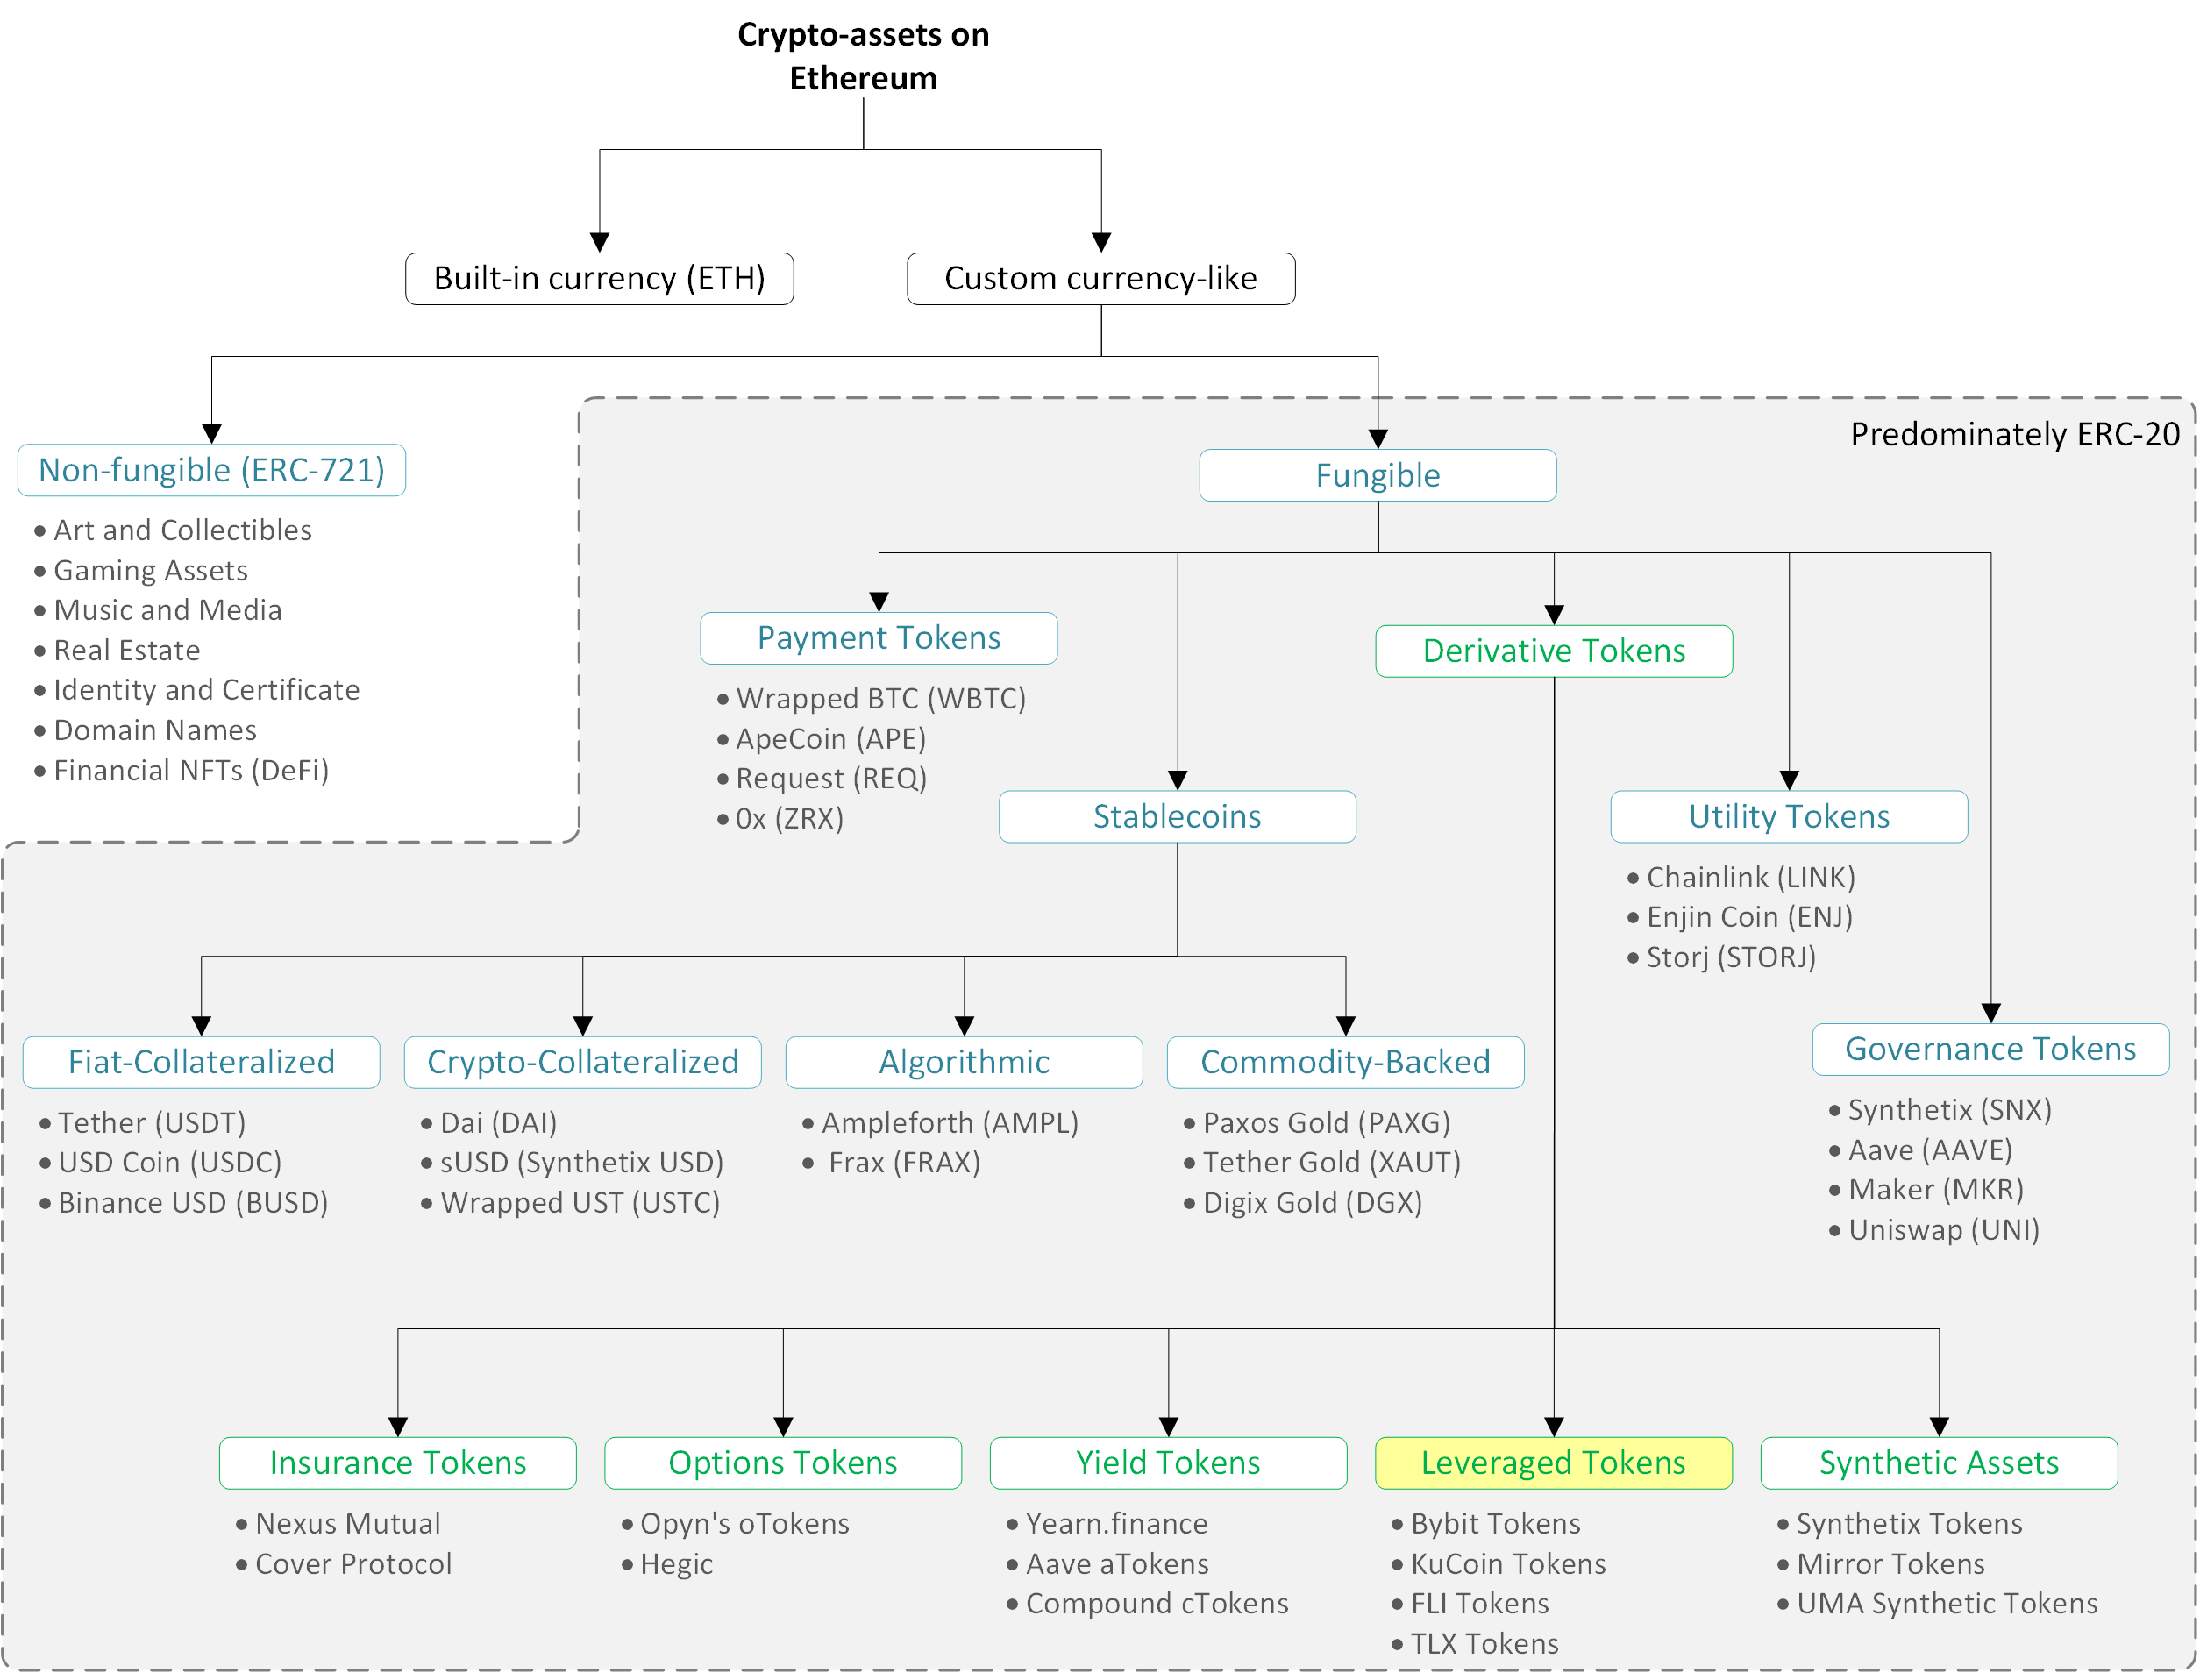 Crypto-assets on
Ethereum
Built-in currency (ETH)
Custom currency-like
Predominately ERC-20
Non-fungible (ERC-721)
• Art and Collectibles
• Gaming Assets
• Music and Media
• Real Estate
• Identity and Certificate
• Domain Names
• Financial NFTs (DeFi)
Fungible
Payment Tokens
• Wrapped BTC (WBTC)
• ApeCoin (APE)
• Request (REQ)
• 0x (ZRX)
Derivative Tokens
Stablecoins
Utility Tokens
• Chainlink (LINK)
• Enjin Coin (ENJ)
• Storj (STORJ)
Fiat-Collateralized
• Tether (USDT)
• USD Coin (USDC)
• Binance USD (BUSD)
Crypto-Collateralized
• Dai (DAI)
• sUSD (Synthetix USD)
• Wrapped UST (USTC)
Algorithmic
• Ampleforth (AMPL)
• Frax (FRAX)
Commodity-Backed
• Paxos Gold (PAXG)
• Tether Gold (XAUT)
• Digix Gold (DGX)
Governance Tokens
• Synthetix (SNX)
• Aave (AAVE)
• Maker (MKR)
• Uniswap (UNI)
Insurance Tokens
• Nexus Mutual
• Cover Protocol
Options Tokens
• Opyn's oTokens
• Hegic
Yield Tokens
• Yearn.finance
• Aave aTokens
• Compound cTokens
Leveraged Tokens
• Bybit Tokens
• KuCoin Tokens
• FLI Tokens
• TLX Tokens
Synthetic Assets
• Synthetix Tokens
• Mirror Tokens
• UMA Synthetic Tokens